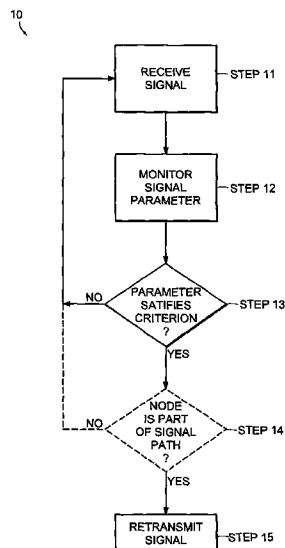 10
RECEIVE
SIGNAL
STEP 11
MONITOR
SIGNAL
PARAMETER
STEP 12
PARAMETER
SATIFIES
CRITERION
?
STEP 13
NO
YES
NODE
IS PART
OF SIGNAL
PATH
?
STEP 14
NO
YES
RETRANSMIT
SIGNAL
STEP 15